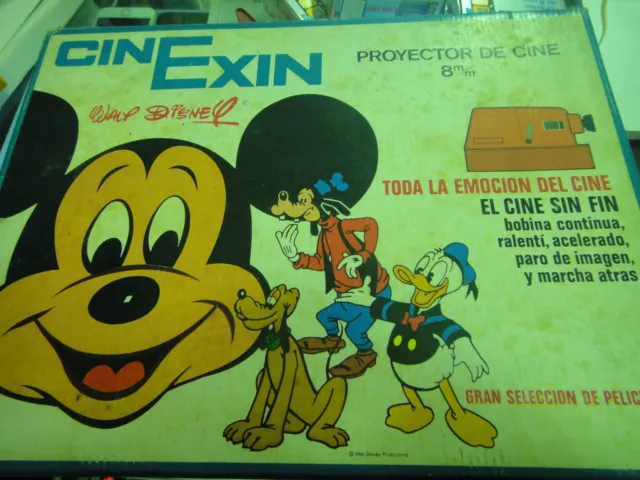 CINEXIN
PROYECTOR DE CINE
8m/m
Walt Disney
TODA LA EMOCION DEL CINE
EL CINE SIN FIN
bobina continua,
ralentí, acelerado,
paro de imagen,
y marcha atras
GRAN SELECCION DE PELIC
© Walt Disney Productions